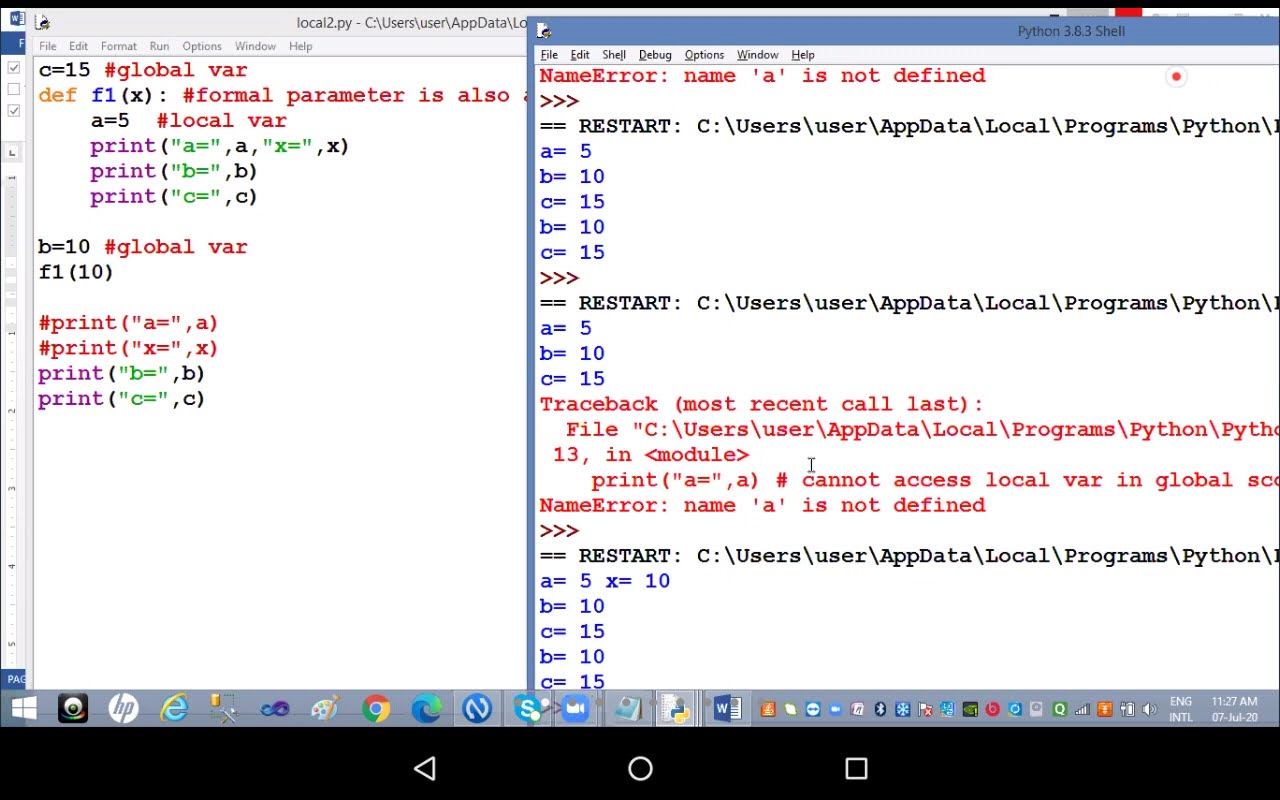 local2.py - C:\Users\user\AppData\Lo
File Edit Format Run Options Window Help
c=15 #global var
def f1(x): #formal parameter is also
    a=5  #local var
    print("a=",a,"x=",x)
    print("b=",b)
    print("c=",c)
b=10 #global var
f1(10)
#print("a=",a)
#print("x=",x)
print("b=",b)
print("c=",c)
PAG
Python 3.8.3 Shell
File Edit Shell Debug Options Window Help
NameError: name 'a' is not defined
>>>
== RESTART: C:\Users\user\AppData\Local\Programs\Python\
a= 5
b= 10
c= 15
b= 10
c= 15
>>>
== RESTART: C:\Users\user\AppData\Local\Programs\Python\
a= 5
b= 10
c= 15
Traceback (most recent call last):
  File "C:\Users\user\AppData\Local\Programs\Python\Pytho
 13, in <module>
    print("a=",a) # cannot access local var in global sco
NameError: name 'a' is not defined
>>>
== RESTART: C:\Users\user\AppData\Local\Programs\Python\
a= 5 x= 10
b= 10
c= 15
b= 10
c= 15
hp
ENG 11:27 AM
INTL 07-Jul-20